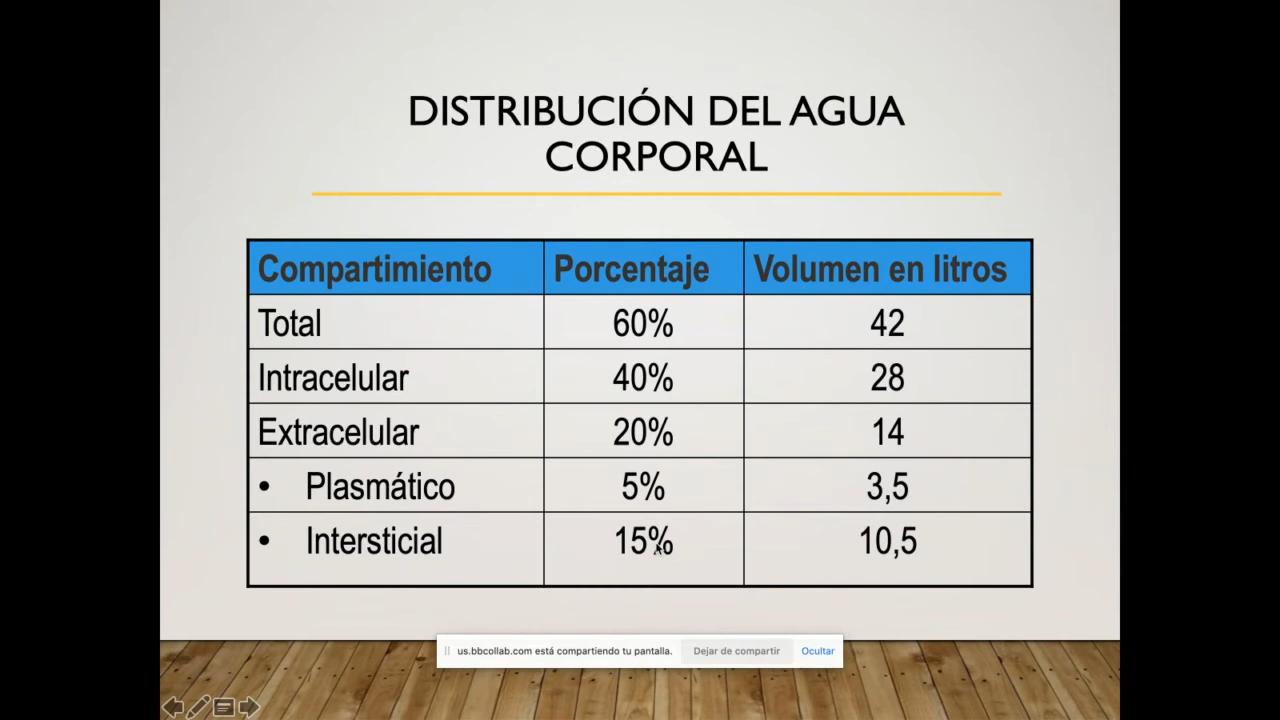 DISTRIBUCIÓN DEL AGUA
CORPORAL
Compartimiento Porcentaje Volumen en litros
Total 60% 42
Intracelular 40% 28
Extracelular 20% 14
• Plasmático 5% 3,5
• Intersticial 15% 10,5
us.bbcollab.com está compartiendo tu pantalla. Dejar de compartir Ocultar